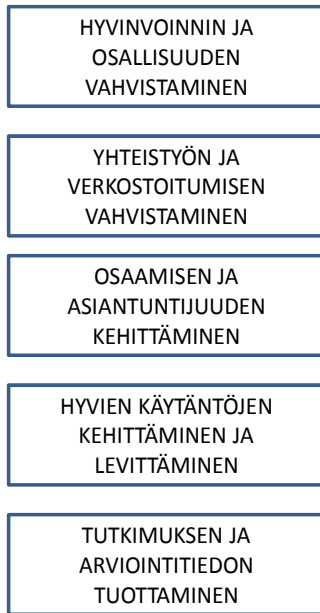 HYVINVOINNIN JA
OSALLISUUDEN
VAHVISTAMINEN
YHTEISTYÖN JA
VERKOSTOITUMISEN
VAHVISTAMINEN
OSAAMISEN JA
ASIANTUNTIJUUDEN
KEHITTÄMINEN
HYVIEN KÄYTÄNTÖJEN
KEHITTÄMINEN JA
LEVITTÄMINEN
TUTKIMUKSEN JA
ARVIOINTITIEDON
TUOTTAMINEN